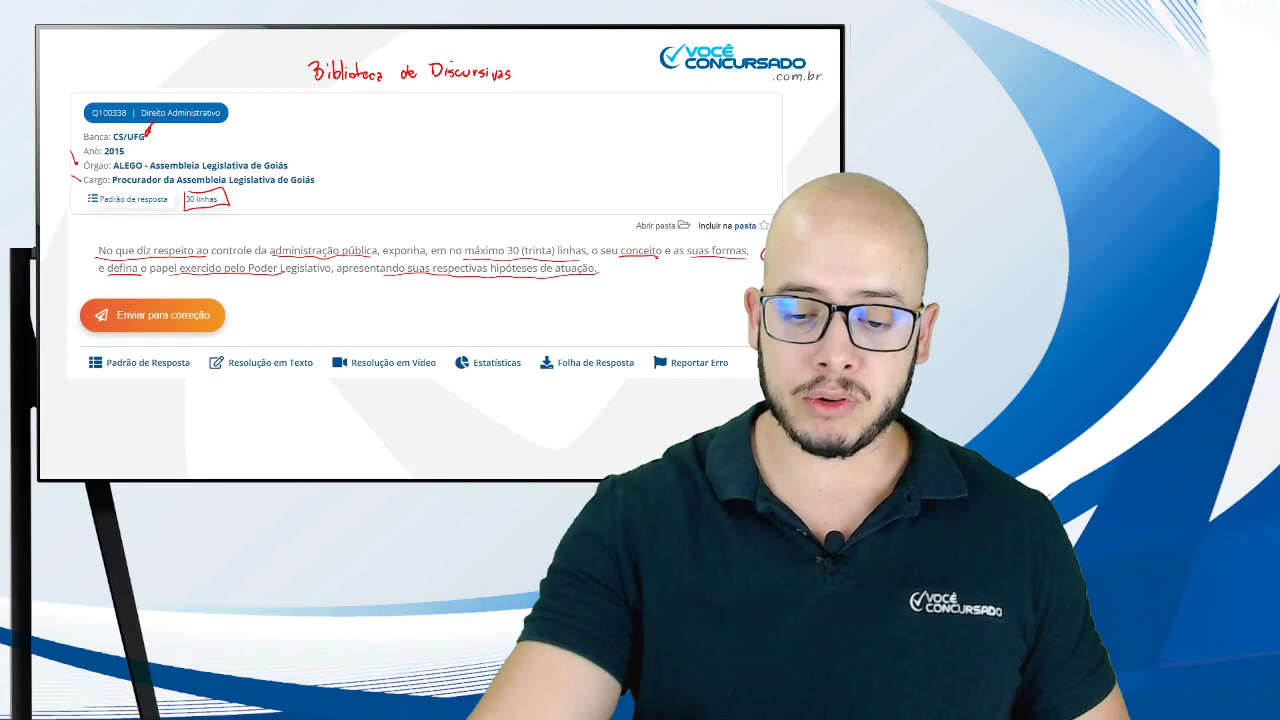 Biblioteca de Discursivas
VOCÊ
CONCURSADO
.com.br
Q100338 | Direito Administrativo
Banca: CS/UFG
Ano: 2015
Órgao: ALEGO - Assembleia Legislativa de Goiás
Cargo: Procurador da Assembleia Legislativa de Goiás
Padrão de resposta 30 linhas
Abrir pasta Incluir na pasta
No que diz respeito ao controle da administração pública, exponha, em no máximo 30 (trinta) linhas, o seu conceito e as suas formas,
e defina o papel exercido pelo Poder Legislativo, apresentando suas respectivas hipóteses de atuação.
Enviar para correção
Padrão de Resposta Resolução em Texto Resolução em Vídeo Estatísticas Folha de Resposta Reportar Erro
VOCÊ
CONCURSADO